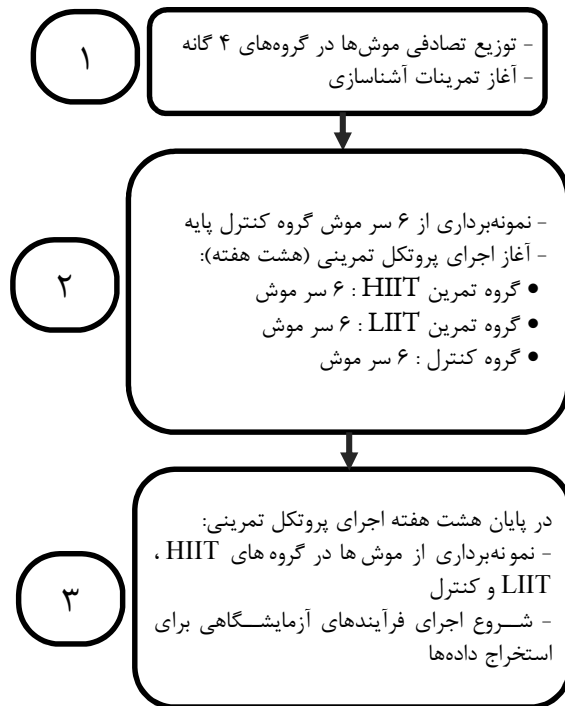 ۱
- توزیع تصادفی موش‌ها در گروه‌های ۴ گانه
- آغاز تمرینات آشناسازی
۲
- نمونه‌برداری از ۶ سر موش گروه کنترل پایه
- آغاز اجرای پروتکل تمرینی (هشت هفته):
• گروه تمرین HIIT : ۶ سر موش
• گروه تمرین LIIT : ۶ سر موش
• گروه کنترل : ۶ سر موش
۳
در پایان هشت هفته اجرای پروتکل تمرینی:
- نمونه‌برداری از موش ها در گروه های HIIT ،
LIIT و کنترل
- شروع اجرای فرآیندهای آزمایشگاهی برای
استخراج داده‌ها